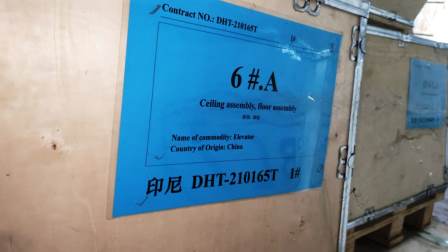 Contract NO.: DHT-210165T 1#
6 #.A
Ceiling assembly, floor assembly
Name of commodity: Elevator
Country of Origin: China
印尼 DHT-210165T 1#